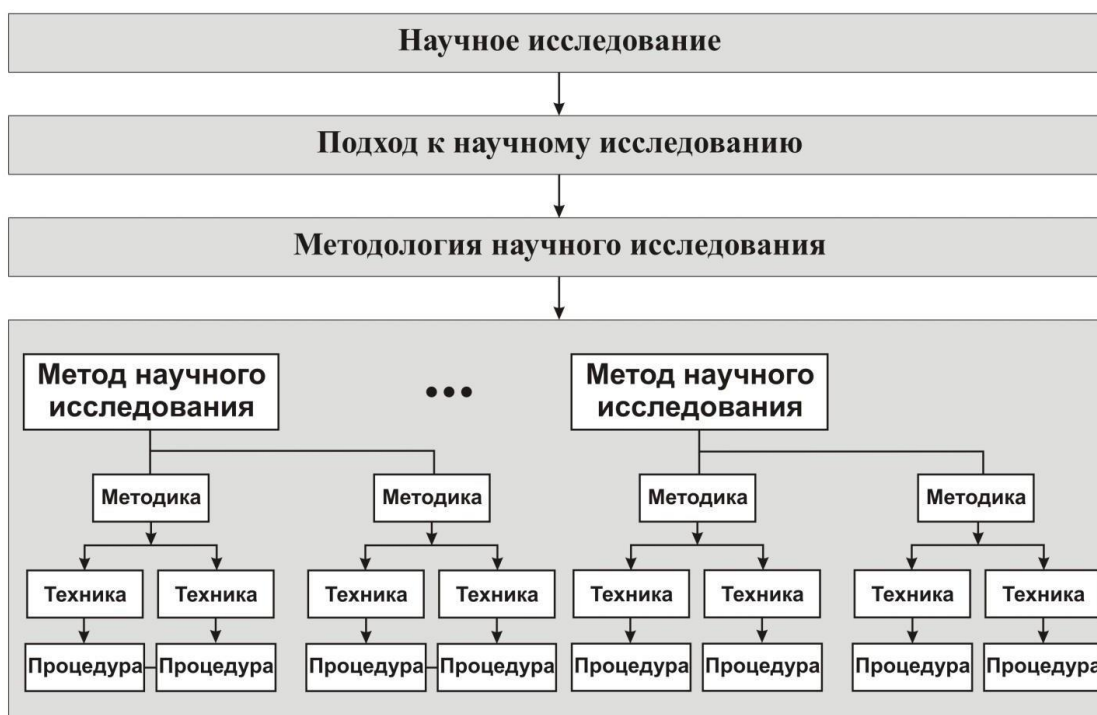 Научное исследование
Подход к научному исследованию
Методология научного исследования
Метод научного
исследования
•••
Метод научного
исследования
Методика Методика Методика Методика
Техника Техника Техника Техника Техника Техника Техника Техника
Процедура Процедура Процедура Процедура Процедура Процедура Процедура Процедура